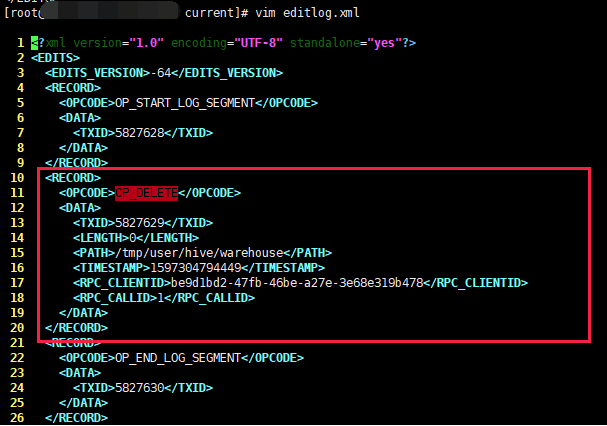 [root@ current]# vim editlog.xml
1 <?xml version="1.0" encoding="UTF-8" standalone="yes"?>
2 <EDITS>
3 <EDITS_VERSION>-64</EDITS_VERSION>
4 <RECORD>
5 <OPCODE>OP_START_LOG_SEGMENT</OPCODE>
6 <DATA>
7 <TXID>5827628</TXID>
8 </DATA>
9 </RECORD>
10 <RECORD>
11 <OPCODE>OP_DELETE</OPCODE>
12 <DATA>
13 <TXID>5827629</TXID>
14 <LENGTH>0</LENGTH>
15 <PATH>/tmp/user/hive/warehouse</PATH>
16 <TIMESTAMP>1597304794449</TIMESTAMP>
17 <RPC_CLIENTID>be9d1bd2-47fb-46be-a27e-3e68e319b478</RPC_CLIENTID>
18 <RPC_CALLID>1</RPC_CALLID>
19 </DATA>
20 </RECORD>
21 <RECORD>
22 <OPCODE>OP_END_LOG_SEGMENT</OPCODE>
23 <DATA>
24 <TXID>5827630</TXID>
25 </DATA>
26 </RECORD>